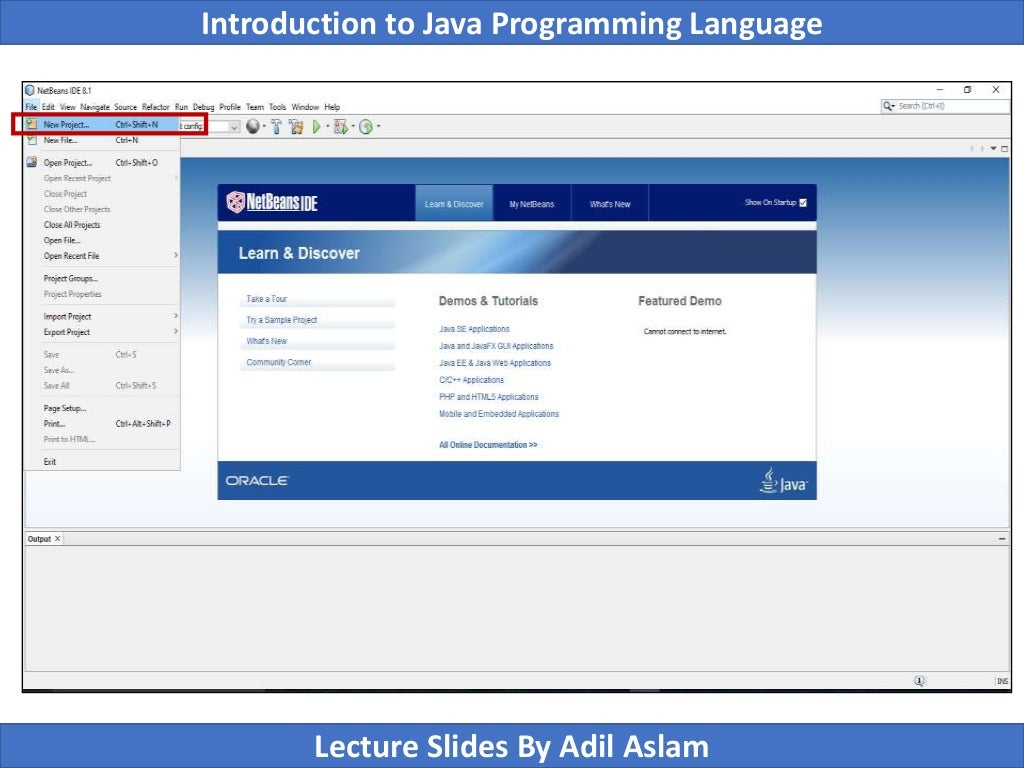 Introduction to Java Programming Language
NetBeans IDE 8.1
File Edit View Navigate Source Refactor Run Debug Profile Team Tools Window Help
Search (Ctrl+I)
New Project... Ctrl+Shift+N
t config>
New File... Ctrl+N
Open Project... Ctrl+Shift+O
Open Recent Project
Close Project
Close Other Projects
Close All Projects
Open File...
Open Recent File
Project Groups...
Project Properties
Import Project
Export Project
Save Ctrl+S
Save As...
Save All Ctrl+Shift+S
Page Setup...
Print... Ctrl+Alt+Shift+P
Print to HTML...
Exit
NetBeans IDE
Learn & Discover
My NetBeans
What's New
Show On Startup
Learn & Discover
Take a Tour
Try a Sample Project
What's New
Community Corner
Demos & Tutorials
Java SE Applications
Java and JavaFX GUI Applications
Java EE & Java Web Applications
C/C++ Applications
PHP and HTML5 Applications
Mobile and Embedded Applications
All Online Documentation >>
Featured Demo
Cannot connect to internet.
ORACLE
Java
Output
1
INS
Lecture Slides By Adil Aslam